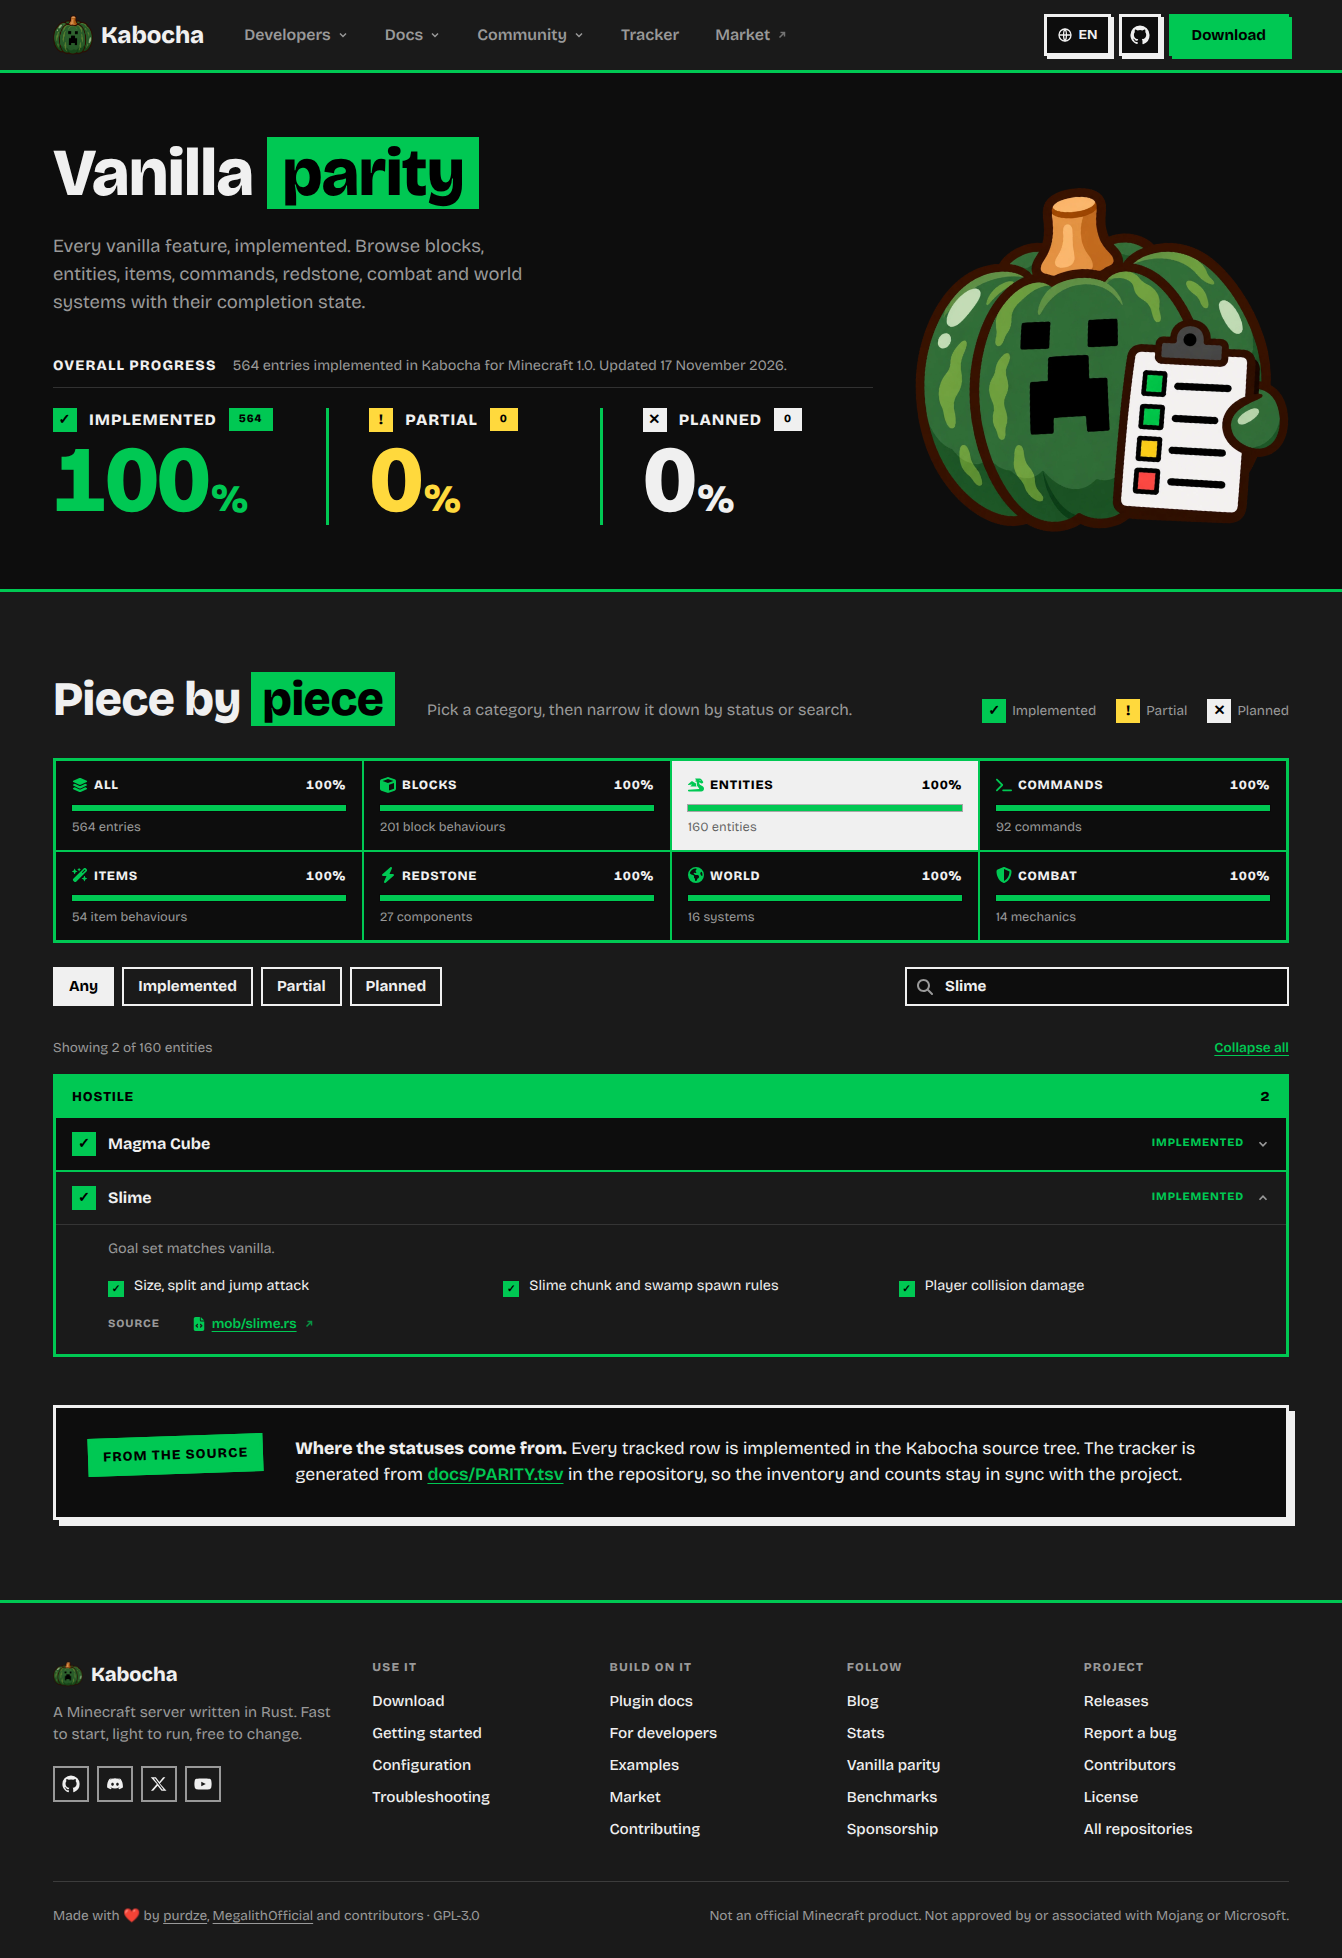 Kabocha
Developers
Docs
Community
Tracker
Market
EN
Download
Vanilla parity
Every vanilla feature, implemented. Browse blocks,
entities, items, commands, redstone, combat and world
systems with their completion state.
OVERALL PROGRESS 564 entries implemented in Kabocha for Minecraft 1.0. Updated 17 November 2026.
IMPLEMENTED 564
100%
PARTIAL 0
0%
PLANNED 0
0%
Piece by piece
Pick a category, then narrow it down by status or search.
Implemented
Partial
Planned
ALL 100%
564 entries
BLOCKS 100%
201 block behaviours
ENTITIES 100%
160 entities
COMMANDS 100%
92 commands
ITEMS 100%
54 item behaviours
REDSTONE 100%
27 components
WORLD 100%
16 systems
COMBAT 100%
14 mechanics
Any
Implemented
Partial
Planned
Slime
Showing 2 of 160 entities
Collapse all
HOSTILE 2
Magma Cube IMPLEMENTED
Slime IMPLEMENTED
Goal set matches vanilla.
Size, split and jump attack
Slime chunk and swamp spawn rules
Player collision damage
SOURCE mob/slime.rs
FROM THE SOURCE
Where the statuses come from. Every tracked row is implemented in the Kabocha source tree. The tracker is
generated from docs/PARITY.tsv in the repository, so the inventory and counts stay in sync with the project.
Kabocha
A Minecraft server written in Rust. Fast
to start, light to run, free to change.
USE IT
Download
Getting started
Configuration
Troubleshooting
BUILD ON IT
Plugin docs
For developers
Examples
Market
Contributing
FOLLOW
Blog
Stats
Vanilla parity
Benchmarks
Sponsorship
PROJECT
Releases
Report a bug
Contributors
License
All repositories
Made with ❤️ by purdze, MegalithOfficial and contributors · GPL-3.0
Not an official Minecraft product. Not approved by or associated with Mojang or Microsoft.